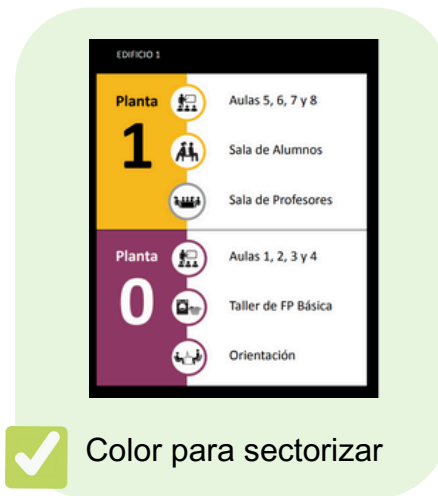 EDIFICIO 1
Planta
1
Aulas 5, 6, 7 y 8
Sala de Alumnos
Sala de Profesores
Planta
0
Aulas 1, 2, 3 y 4
Taller de FP Básica
Orientación
Color para sectorizar